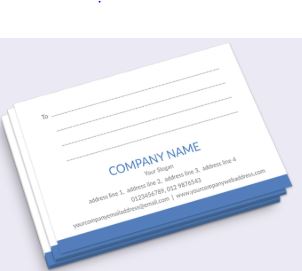 To
COMPANY NAME
Your Slogan
address line 1, address line 2, address line 3, address line 4
0123456789, 012 9876543
yourcompanyemailaddress@email.com | www.yourcompanywebaddress.com